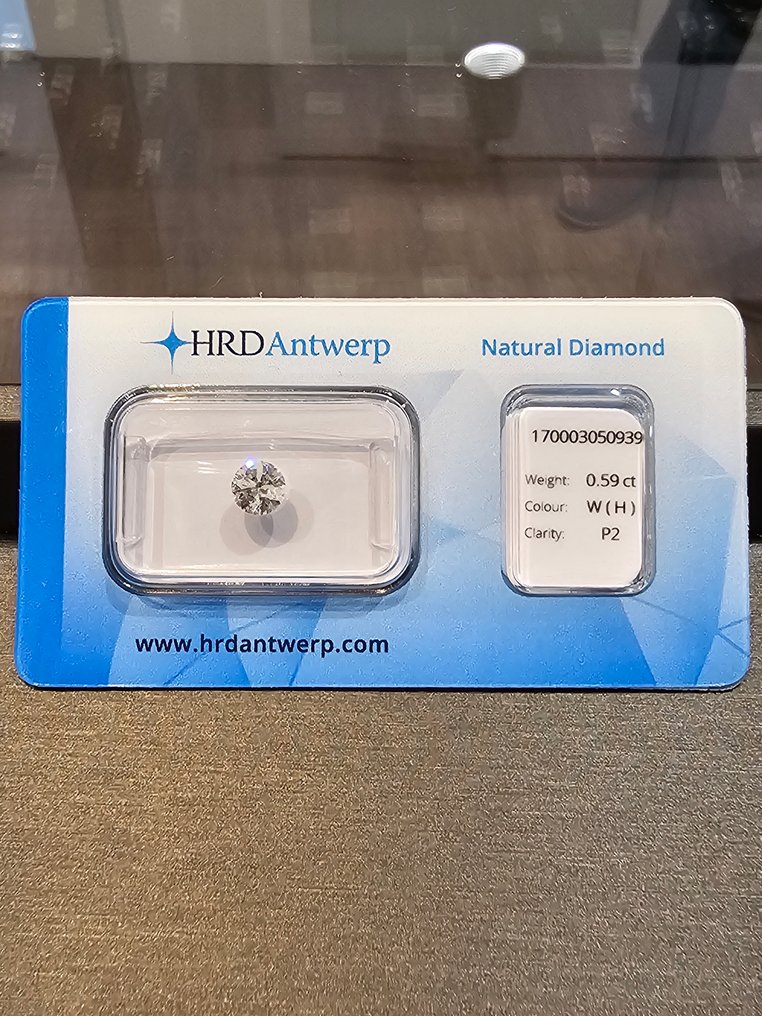 HRDAntwerp
Natural Diamond
170003050939
Weight: 0.59 ct
Colour: W ( H )
Clarity: P2
www.hrdantwerp.com